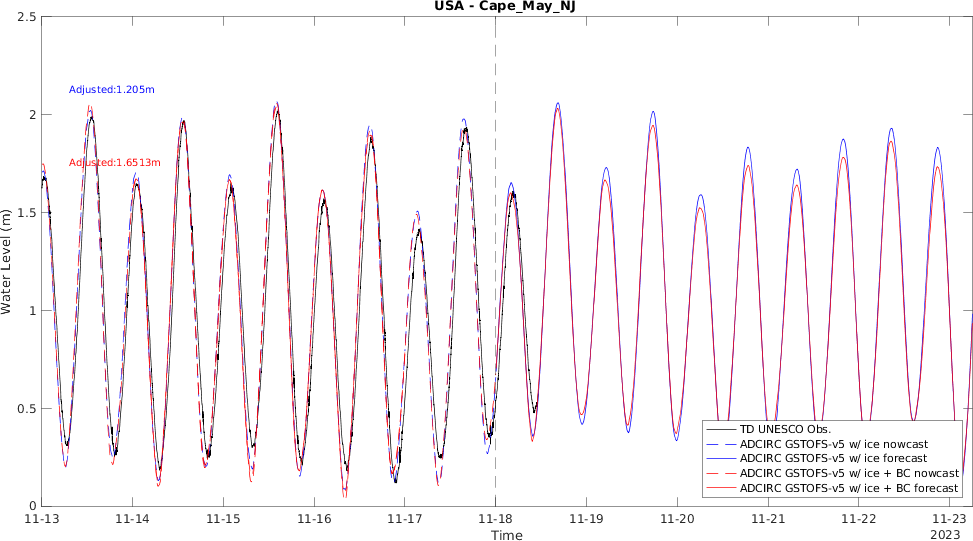 USA - Cape_May_NJ
2.5
2
1.5
1
0.5
0
Water Level (m)
Adjusted:1.205m
Adjusted:1.6513m
TD UNESCO Obs.
ADCIRC GSTOFS-v5 w/ ice nowcast
ADCIRC GSTOFS-v5 w/ ice forecast
ADCIRC GSTOFS-v5 w/ ice + BC nowcast
ADCIRC GSTOFS-v5 w/ ice + BC forecast
11-13 11-14 11-15 11-16 11-17 11-18 11-19 11-20 11-21 11-22 11-23
Time
2023